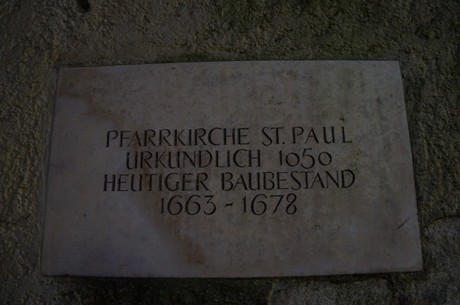 PFARRKIRCHE ST. PAUL
URKUNDLICH 1050
HEUTIGER BAUBESTAND
1663 - 1678